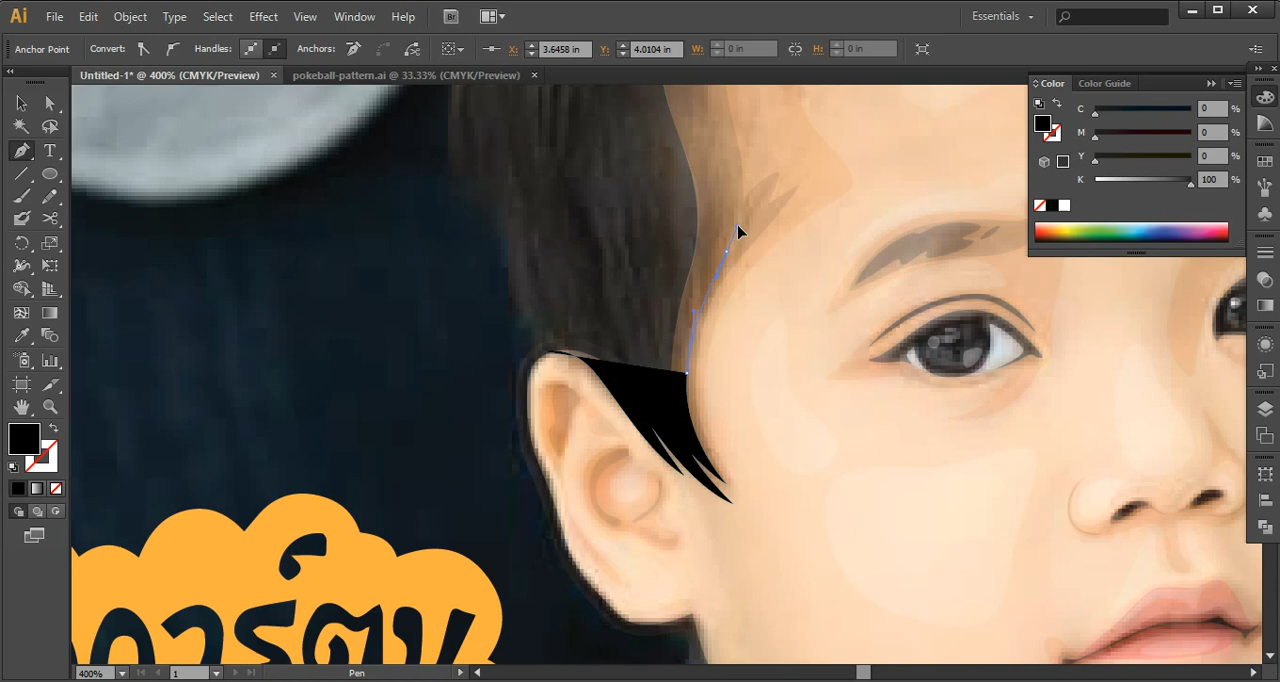 Ai File Edit Object Type Select Effect View Window Help Br Essentials
Anchor Point Convert: Handles: Anchors: X: 3.6458 in Y: 4.0104 in W: 0 in H: 0 in
Untitled-1* @ 400% (CMYK/Preview) × pokeball-pattern.ai @ 33.33% (CMYK/Preview) ×
Color Color Guide
C 0 %
M 0 %
Y 0 %
K 100 %
การ์ตูน
400% 1 Pen